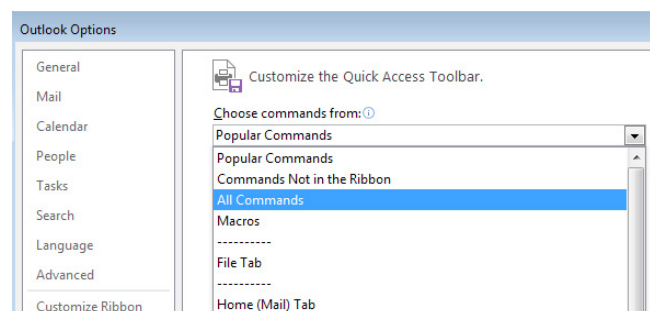 Outlook Options
General
Mail
Calendar
People
Tasks
Search
Language
Advanced
Customize Ribbon
Customize the Quick Access Toolbar.
Choose commands from:
Popular Commands
Popular Commands
Commands Not in the Ribbon
All Commands
Macros
----------
File Tab
----------
Home (Mail) Tab